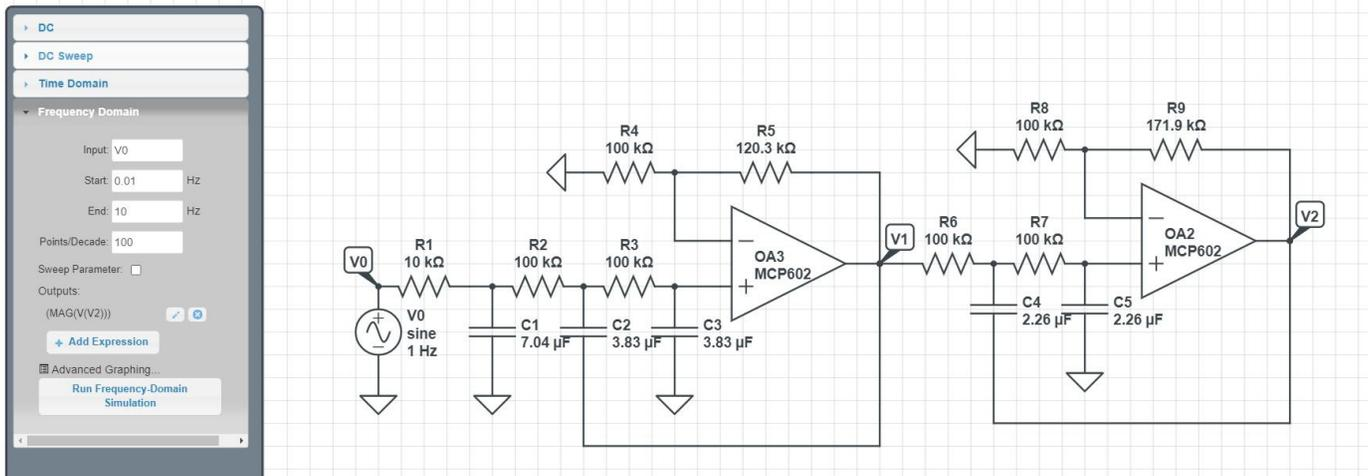 DC
DC Sweep
Time Domain
Frequency Domain
Input: V0
Start: 0.01 Hz
End: 10 Hz
Points/Decade: 100
Sweep Parameter:
Outputs:
(MAG(V(V2)))
+ Add Expression
Advanced Graphing...
Run Frequency-Domain
Simulation
V0
R1
10 kΩ
V0
sine
1 Hz
C1
7.04 µF
R2
100 kΩ
C2
3.83 µF
R3
100 kΩ
C3
3.83 µF
R4
100 kΩ
R5
120.3 kΩ
OA3
MCP602
V1
R6
100 kΩ
R7
100 kΩ
C4
2.26 µF
C5
2.26 µF
R8
100 kΩ
R9
171.9 kΩ
OA2
MCP602
V2